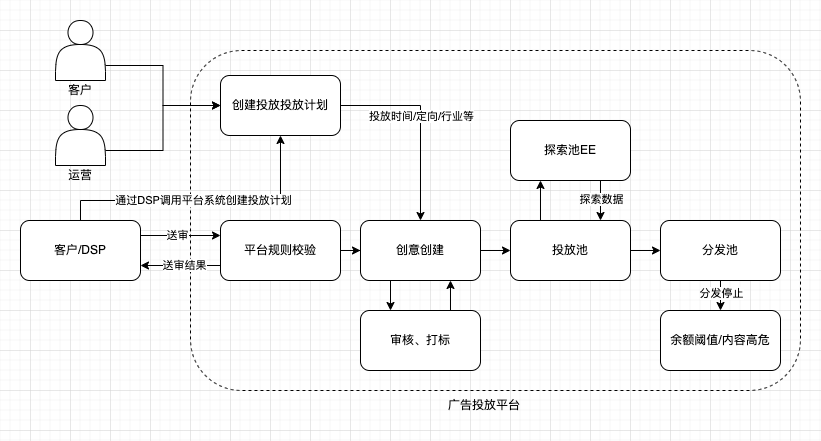 客户
创建投放投放计划
投放时间/定向/行业等
运营
探索池EE
通过DSP调用平台系统创建投放计划
探索数据
客户/DSP
送审
送审结果
平台规则校验
创意创建
投放池
分发池
分发停止
审核、打标
余额阈值/内容高危
广告投放平台